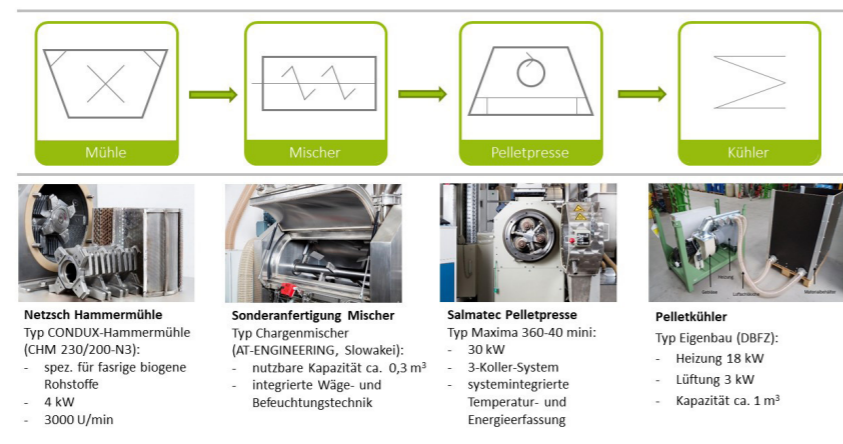 Mühle
Mischer
Pelletpresse
Kühler
Heizung
Luftschläuche
Netzsch Hammermühle
Typ CONDUX-Hammermühle
(CHM 230/200-N3):
- spez. für fasrige biogene
Rohstoffe
- 4 kW
- 3000 U/min
Sonderanfertigung Mischer
Typ Chargenmischer
(AT-ENGINEERING, Slowakei):
- nutzbare Kapazität ca. 0,3 m³
- integrierte Wäge- und
Befeuchtungstechnik
Salmatec Pelletpresse
Typ Maxima 360-40 mini:
- 30 kW
- 3-Koller-System
- systemintegrierte
Temperatur- und
Energieerfassung
Pelletkühler
Typ Eigenbau (DBFZ):
- Heizung 18 kW
- Lüftung 3 kW
- Kapazität ca. 1 m³